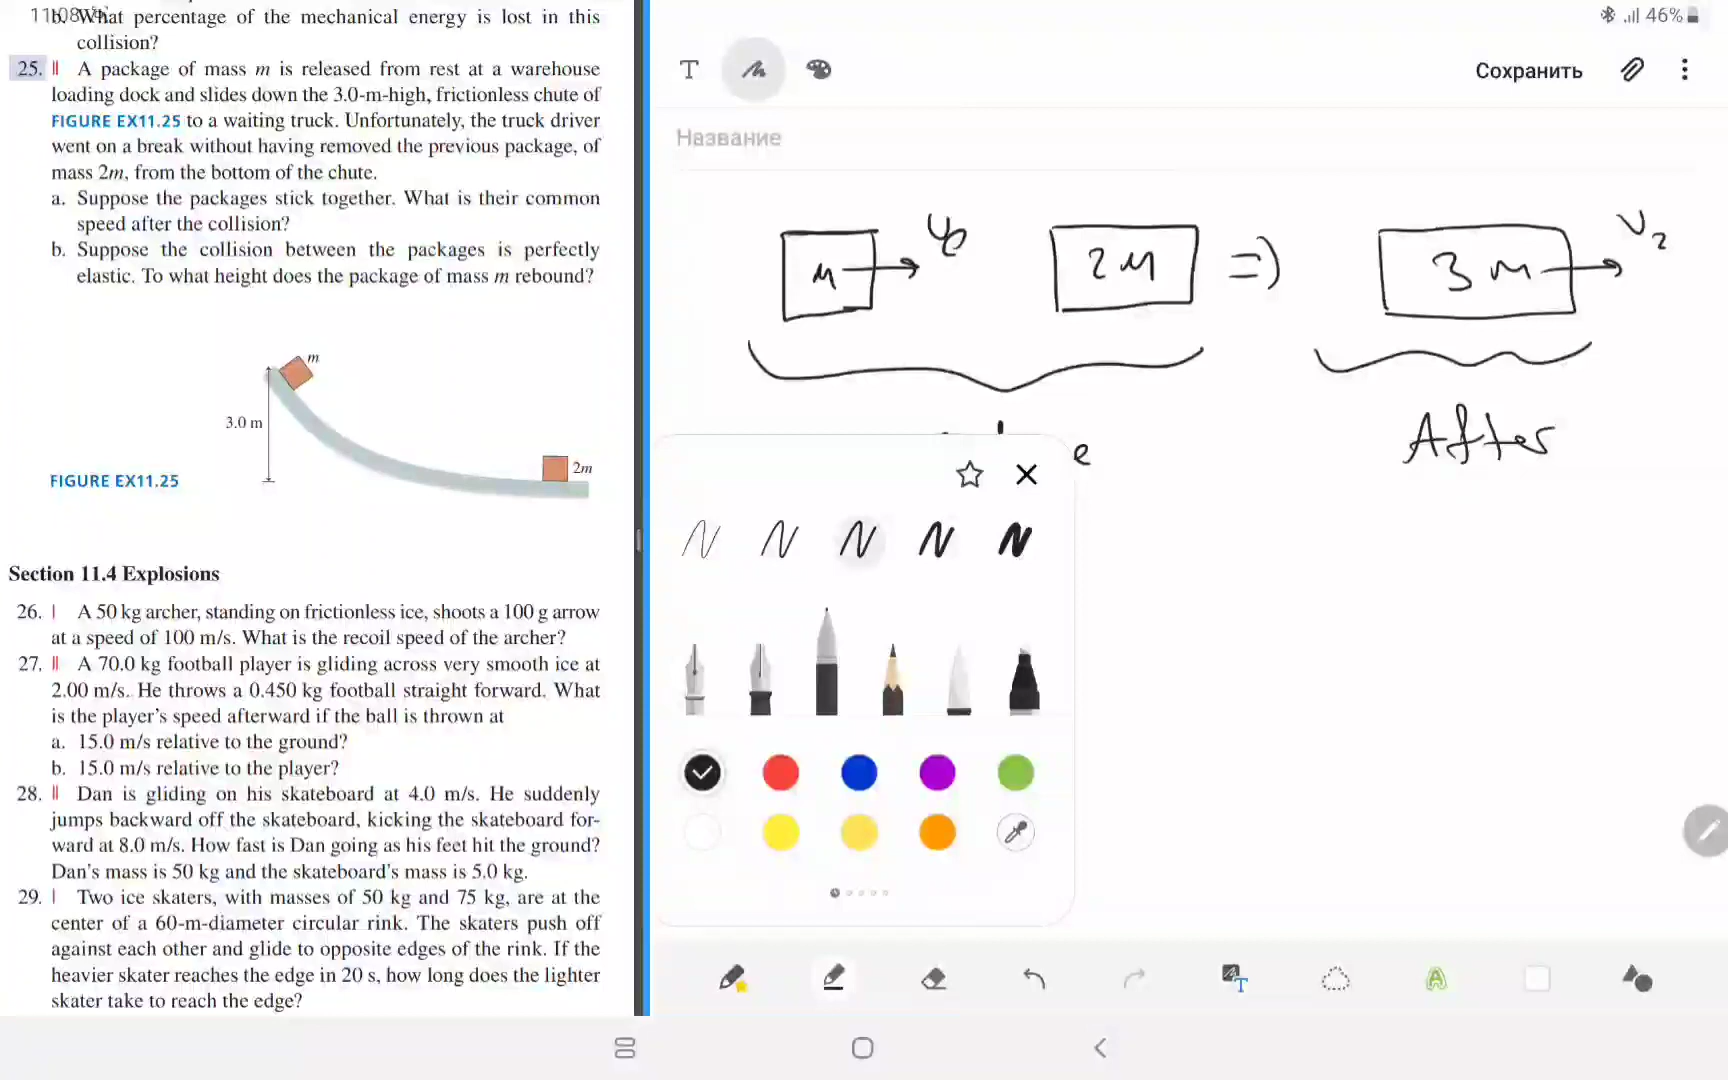 b. What percentage of the mechanical energy is lost in this
collision?
25. || A package of mass m is released from rest at a warehouse
loading dock and slides down the 3.0-m-high, frictionless chute of
FIGURE EX11.25 to a waiting truck. Unfortunately, the truck driver
went on a break without having removed the previous package, of
mass 2m, from the bottom of the chute.
a. Suppose the packages stick together. What is their common
speed after the collision?
b. Suppose the collision between the packages is perfectly
elastic. To what height does the package of mass m rebound?
m
3.0 m
2m
FIGURE EX11.25
Section 11.4 Explosions
26. | A 50 kg archer, standing on frictionless ice, shoots a 100 g arrow
at a speed of 100 m/s. What is the recoil speed of the archer?
27. || A 70.0 kg football player is gliding across very smooth ice at
2.00 m/s. He throws a 0.450 kg football straight forward. What
is the player's speed afterward if the ball is thrown at
a. 15.0 m/s relative to the ground?
b. 15.0 m/s relative to the player?
28. || Dan is gliding on his skateboard at 4.0 m/s. He suddenly
jumps backward off the skateboard, kicking the skateboard for-
ward at 8.0 m/s. How fast is Dan going as his feet hit the ground?
Dan's mass is 50 kg and the skateboard's mass is 5.0 kg.
29. | Two ice skaters, with masses of 50 kg and 75 kg, are at the
center of a 60-m-diameter circular rink. The skaters push off
against each other and glide to opposite edges of the rink. If the
heavier skater reaches the edge in 20 s, how long does the lighter
skater take to reach the edge?
46%
T
Сохранить
Название
m
2m
=>
3m
V2
After
e
T
A